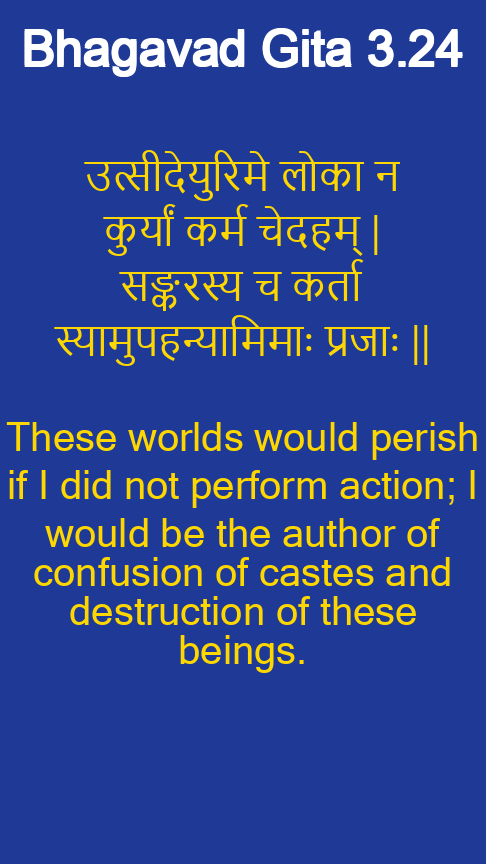 Bhagavad Gita 3.24
उत्सीदेयुरिमे लोका न
कुर्यां कर्म चेदहम् |
सङ्करस्य च कर्ता
स्यामुपहन्यामिमाः प्रजाः ||
These worlds would perish
if I did not perform action; I
would be the author of
confusion of castes and
destruction of these
beings.